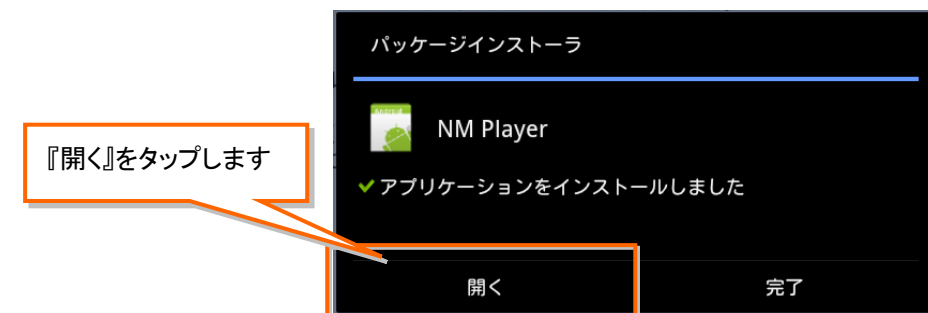 パッケージインストーラ
NM Player
『開く』をタップします
アプリケーションをインストールしました
開く
完了